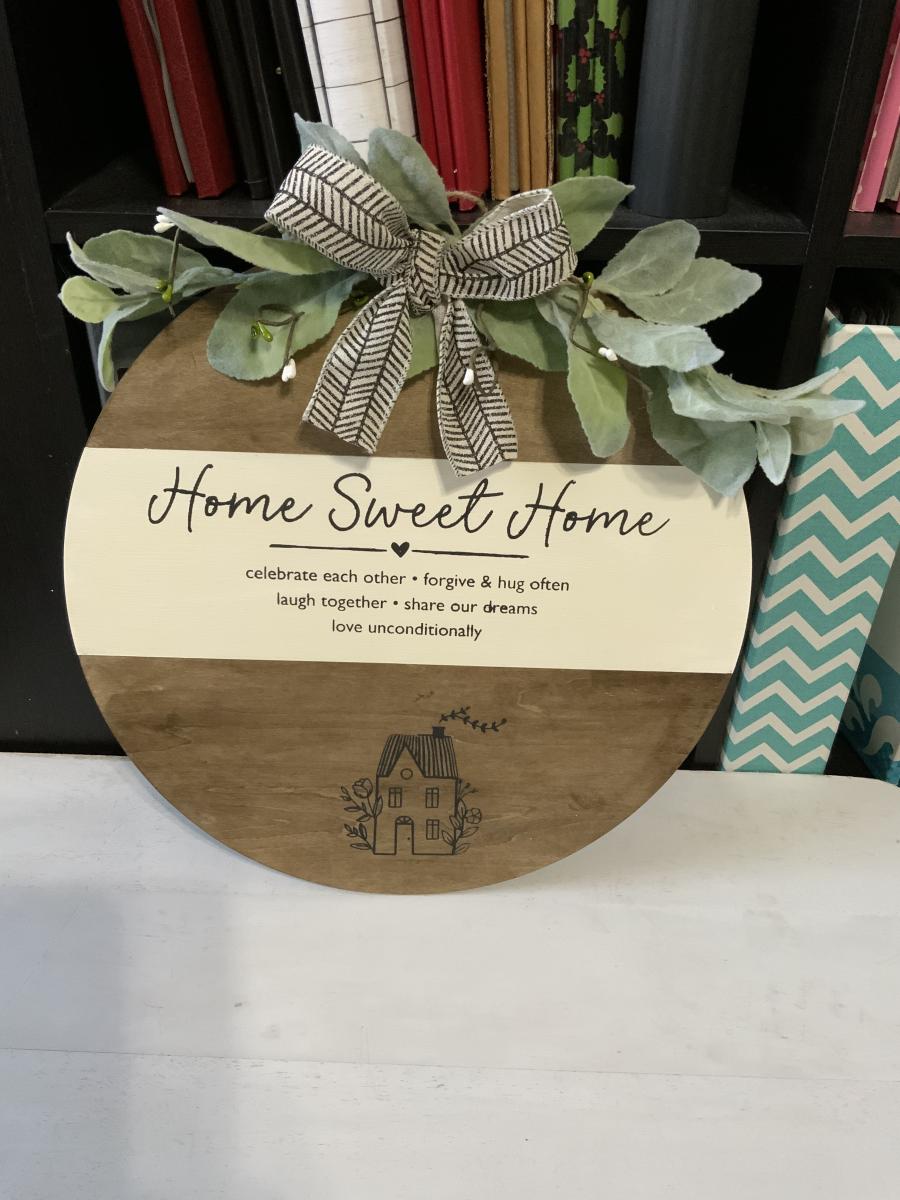 Home Sweet Home
celebrate each other • forgive & hug often
laugh together • share our dreams
love unconditionally